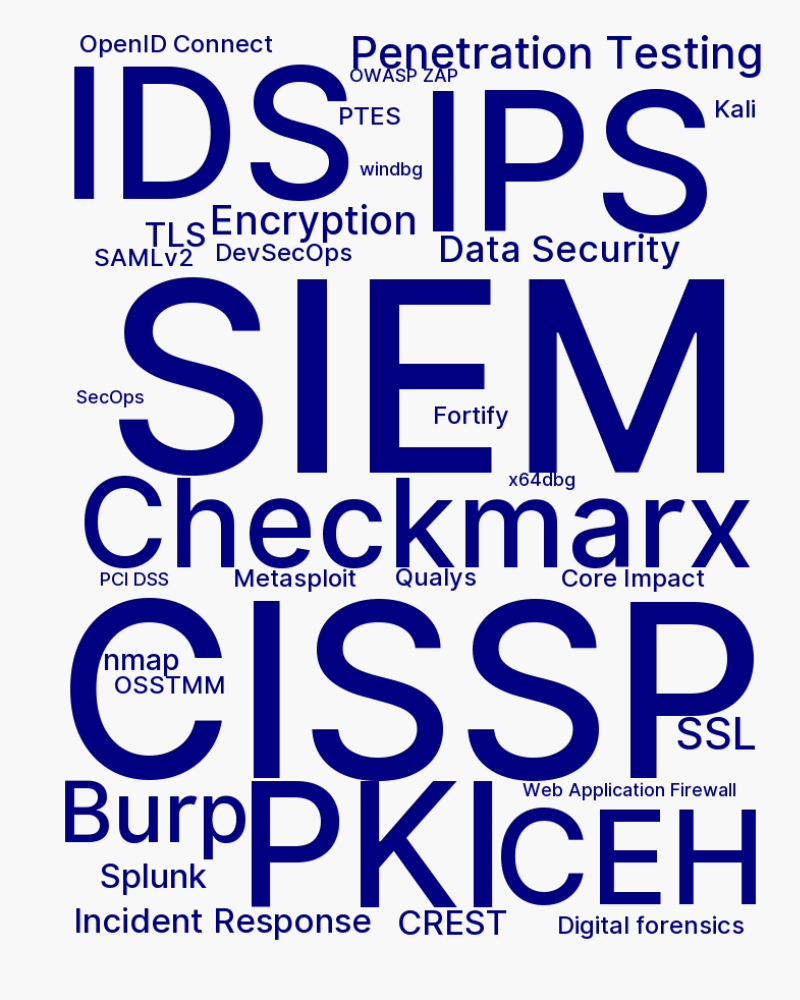 OpenID Connect
Penetration Testing
OWASP ZAP
IDS
PTES
IPS
Kali
windbg
Encryption
TLS
SAMLv2
DevSecOps
Data Security
SIEM
SecOps
Fortify
x64dbg
Checkmarx
PCI DSS
Metasploit
Qualys
Core Impact
CISSP
nmap
OSSTMM
SSL
Burp
PKI
Web Application Firewall
CEH
Splunk
Incident Response
CREST
Digital forensics